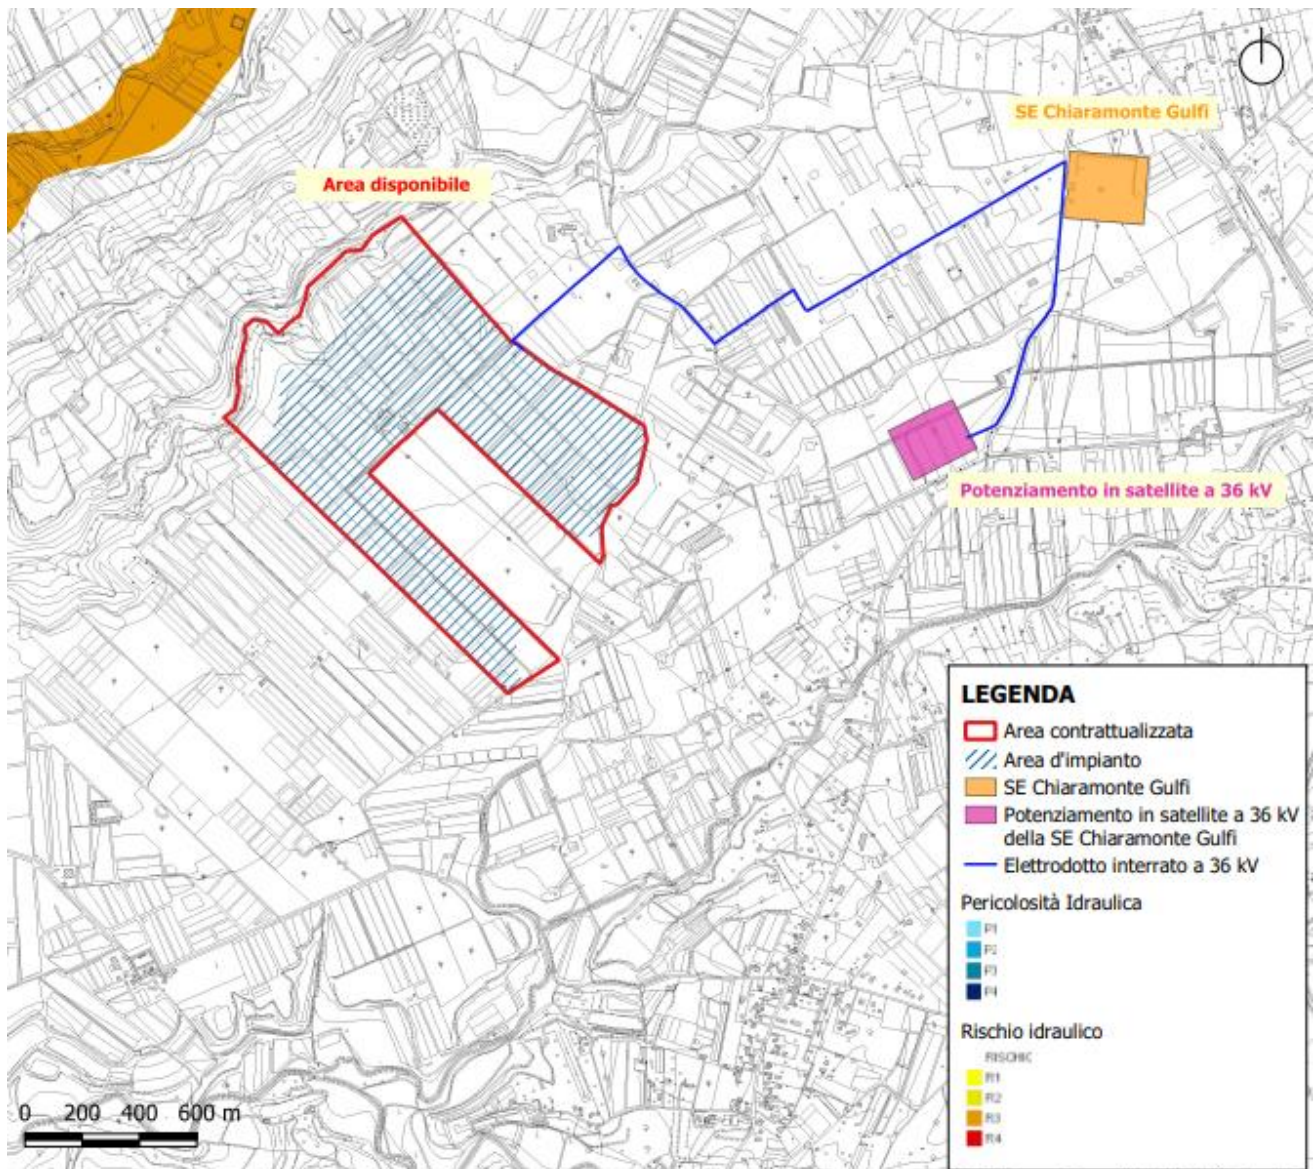 SE Chiaramonte Gulfi
Area disponibile
Potenziamento in satellite a 36 kV
LEGENDA
Area contrattualizzata
Area d'impianto
SE Chiaramonte Gulfi
Potenziamento in satellite a 36 kV
della SE Chiaramonte Gulfi
Elettrodotto interrato a 36 kV
Pericolosità Idraulica
P1
P2
P3
P4
Rischio idraulico
R1
R2
R3
R4
0 200 400 600 m